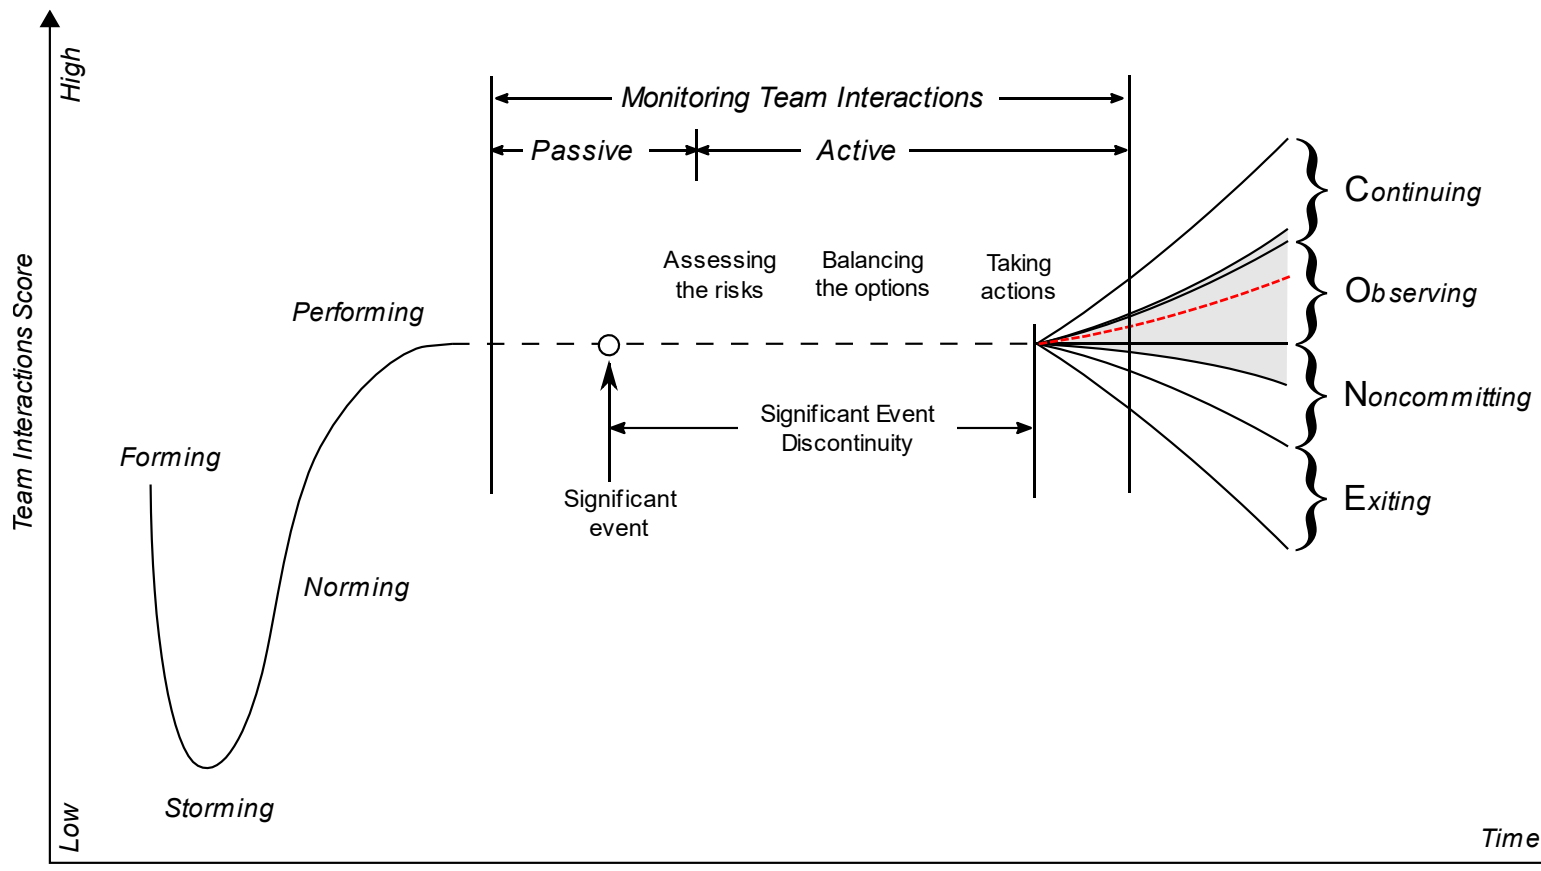 High
Monitoring Team Interactions
Passive
Active
Continuing
Assessing
the risks
Balancing
the options
Taking
actions
Observing
Team Interactions Score
Performing
Noncommitting
Significant Event
Discontinuity
Forming
Significant
event
Exiting
Norming
Storming
Low
Time